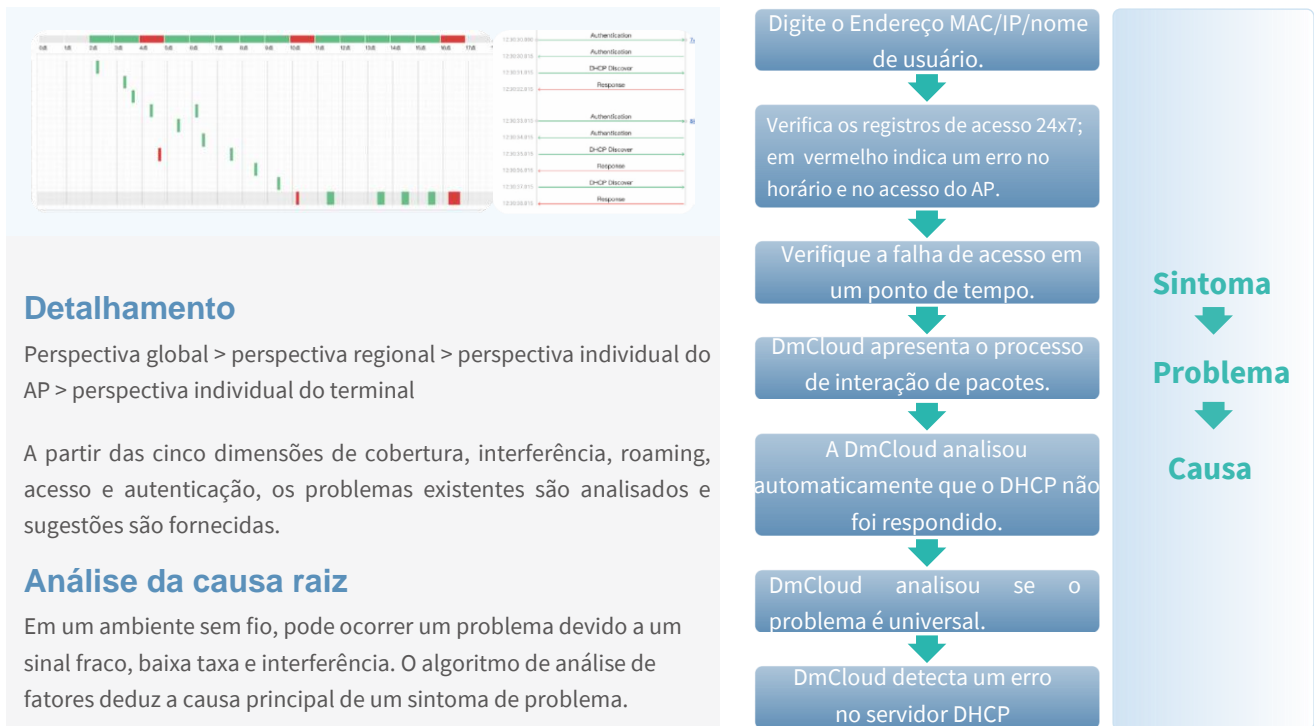 Authentication
Authentication
DHCP Discover
Response
Authentication
Authentication
DHCP Discover
Response
DHCP Discover
Response
Detalhamento
Perspectiva global > perspectiva regional > perspectiva individual do
AP > perspectiva individual do terminal
A partir das cinco dimensões de cobertura, interferência, roaming,
acesso e autenticação, os problemas existentes são analisados e
sugestões são fornecidas.
Análise da causa raiz
Em um ambiente sem fio, pode ocorrer um problema devido a um
sinal fraco, baixa taxa e interferência. O algoritmo de análise de
fatores deduz a causa principal de um sintoma de problema.
Digite o Endereço MAC/IP/nome
de usuário.
Verifica os registros de acesso 24x7;
em vermelho indica um erro no
horário e no acesso do AP.
Verifique a falha de acesso em
um ponto de tempo.
DmCloud apresenta o processo
de interação de pacotes.
A DmCloud analisou
automaticamente que o DHCP não
foi respondido.
DmCloud analisou se o
problema é universal.
DmCloud detecta um erro
no servidor DHCP
Sintoma
Problema
Causa